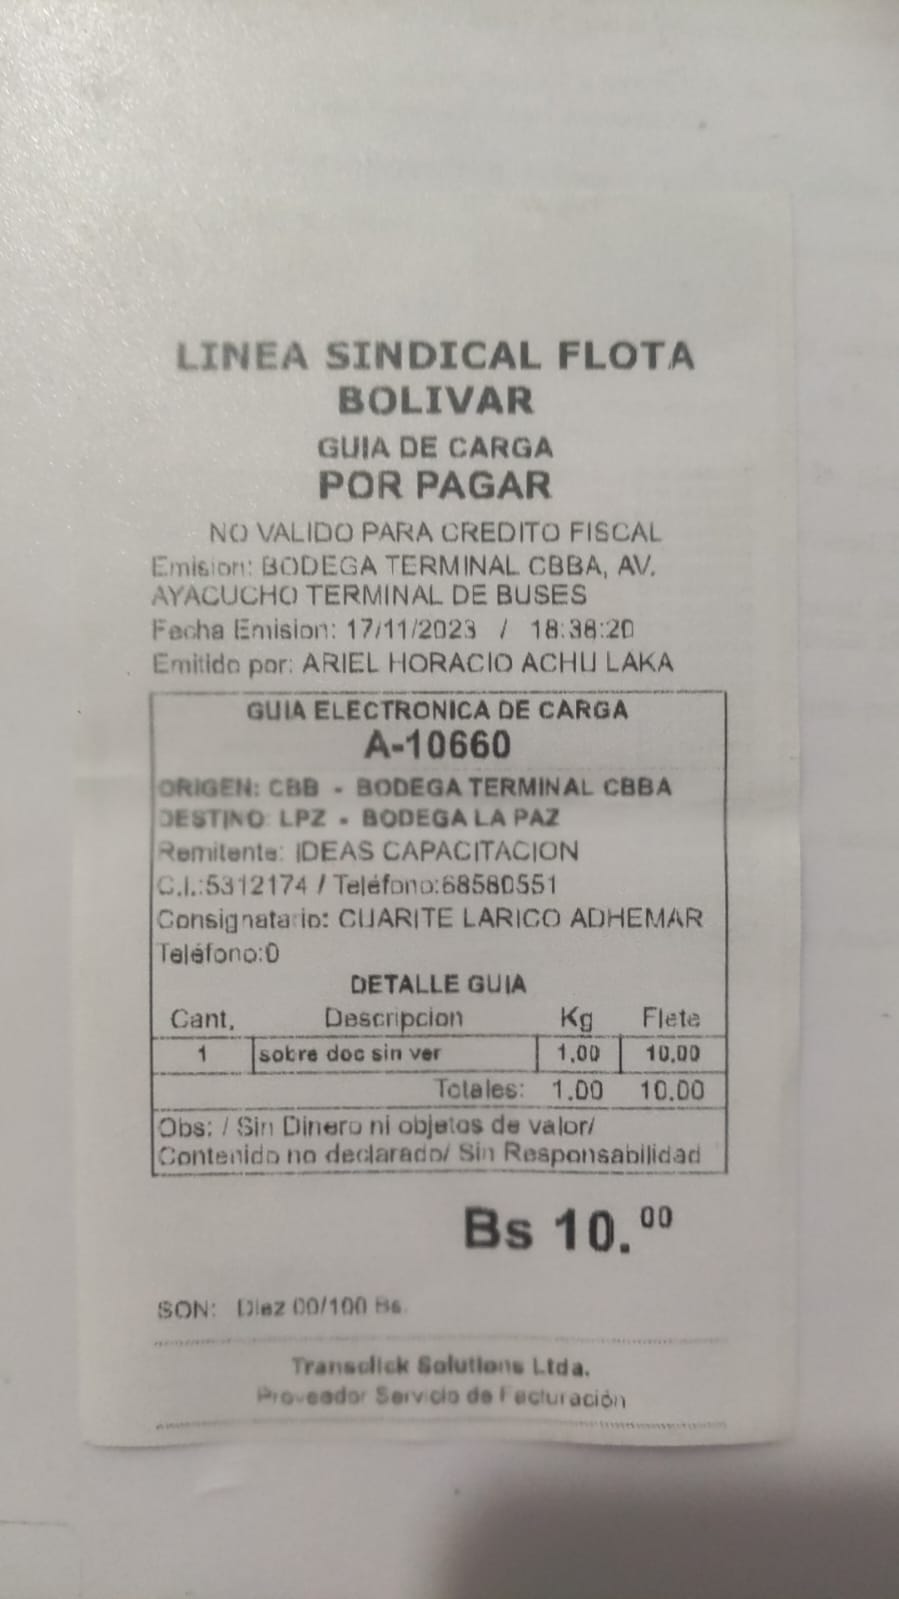 LINEA SINDICAL FLOTA
BOLIVAR
GUIA DE CARGA
POR PAGAR
NO VALIDO PARA CREDITO FISCAL
Emision: BODEGA TERMINAL CBBA, AV.
AYACUCHO TERMINAL DE BUSES
Fecha Emision: 17/11/2023 / 18:38:20
Emitido por: ARIEL HORACIO ACHU LAKA
GUIA ELECTRONICA DE CARGA
A-10660
ORIGEN: CBB - BODEGA TERMINAL CBBA
DESTINO: LPZ - BODEGA LA PAZ
Remitente: IDEAS CAPACITACION
C.I.:5312174 / Teléfono:68580551
Consignatario: CUARITE LARICO ADHEMAR
Teléfono:0
DETALLE GUIA
Cant. Descripcion Kg Flete
1 sobre doc sin ver 1.00 10.00
Totales: 1.00 10.00
Obs: / Sin Dinero ni objetos de valor/
Contenido no declarado/ Sin Responsabilidad
Bs 10.00
SON: Diez 00/100 Bs.
Transclick Solutions Ltda.
Proveedor Servicio de Facturación